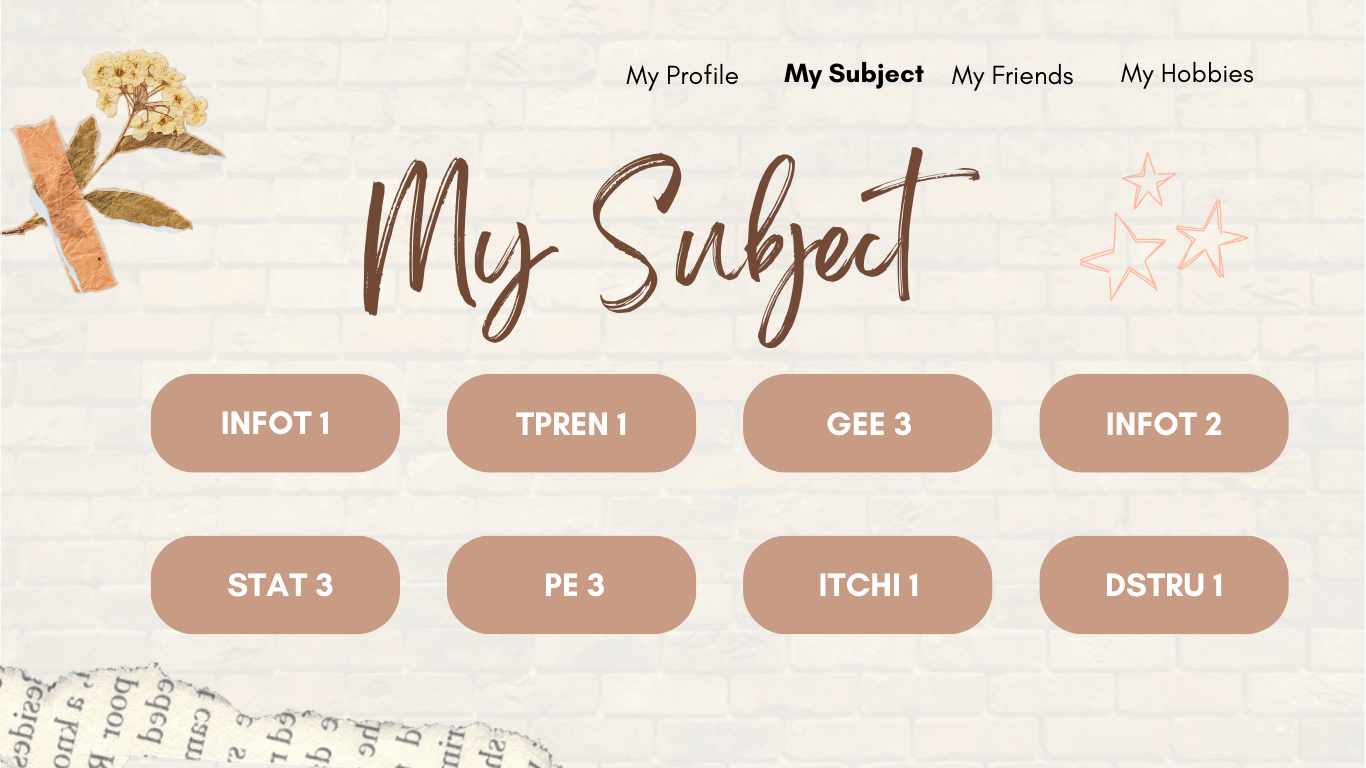 My Profile My Subject My Friends My Hobbies
My Subject
INFOT 1 TPREN 1 GEE 3 INFOT 2
STAT 3 PE 3 ITCHI 1 DSTRU 1